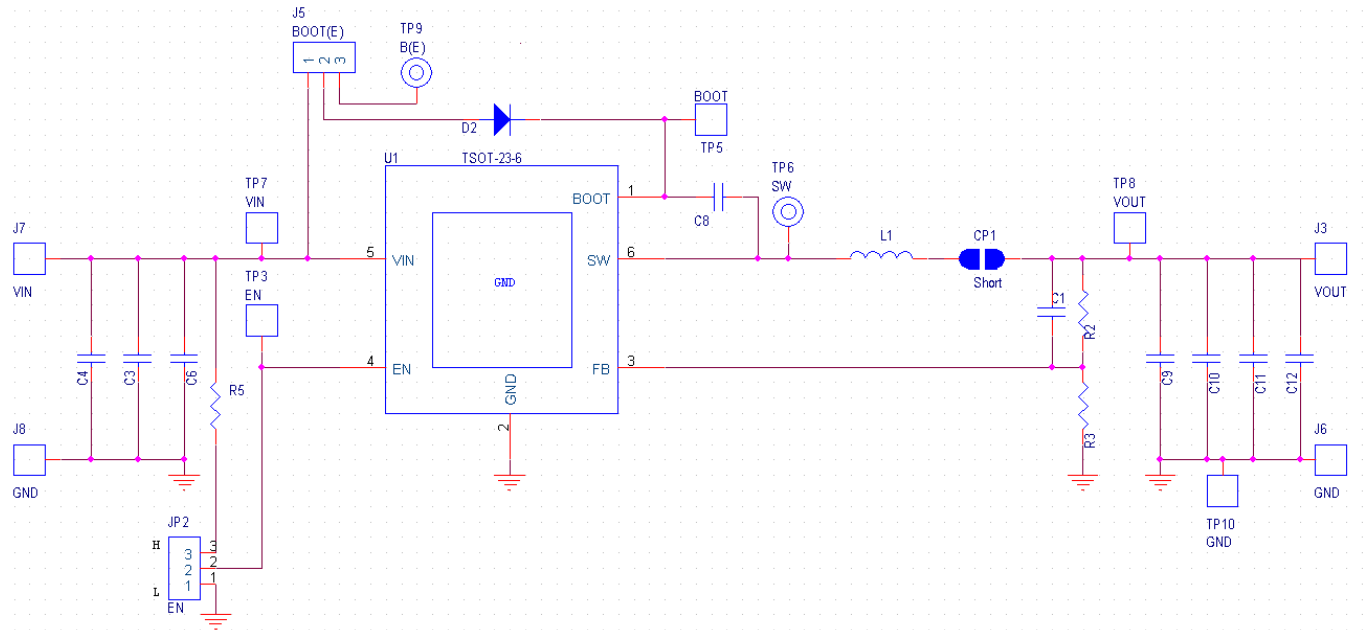 J5
BOOT(E)
1 2 3
TP9
B(E)
D2
BOOT
TP5
U1
TSOT-23-6
BOOT
1
C8
TP6
SW
TP7
VIN
J7
VIN
5
VIN
SW
6
L1
CP1
Short
TP8
VOUT
J3
VOUT
TP3
EN
GND
C1
R2
4
EN
FB
3
GND
2
C4
C3
C6
R5
R3
C9
C10
C11
C12
J8
GND
J6
GND
TP10
GND
JP2
H
3
3
2
2
1
1
L
EN